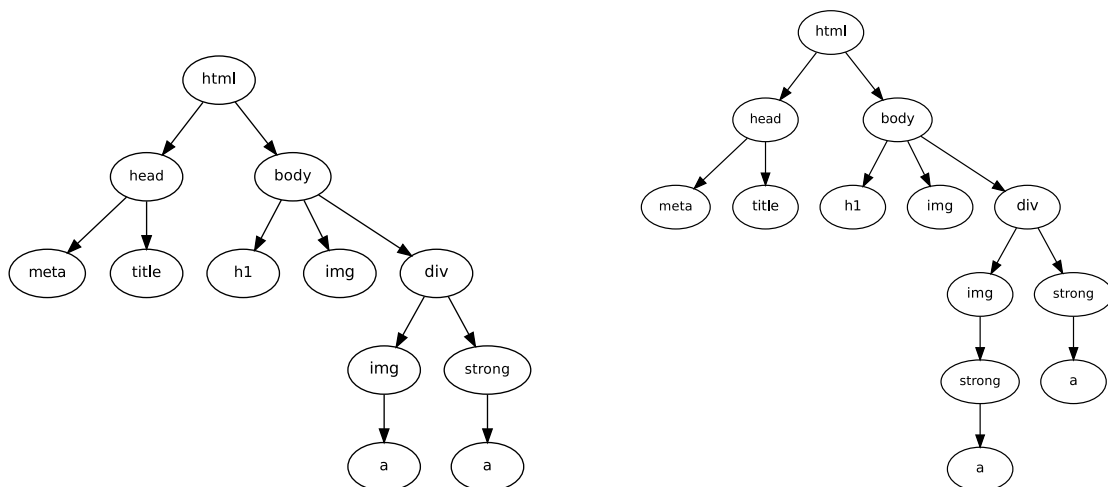 html
head
body
meta
title
h1
img
div
img
strong
a
a
html
head
body
meta
title
h1
img
div
img
strong
strong
a
a